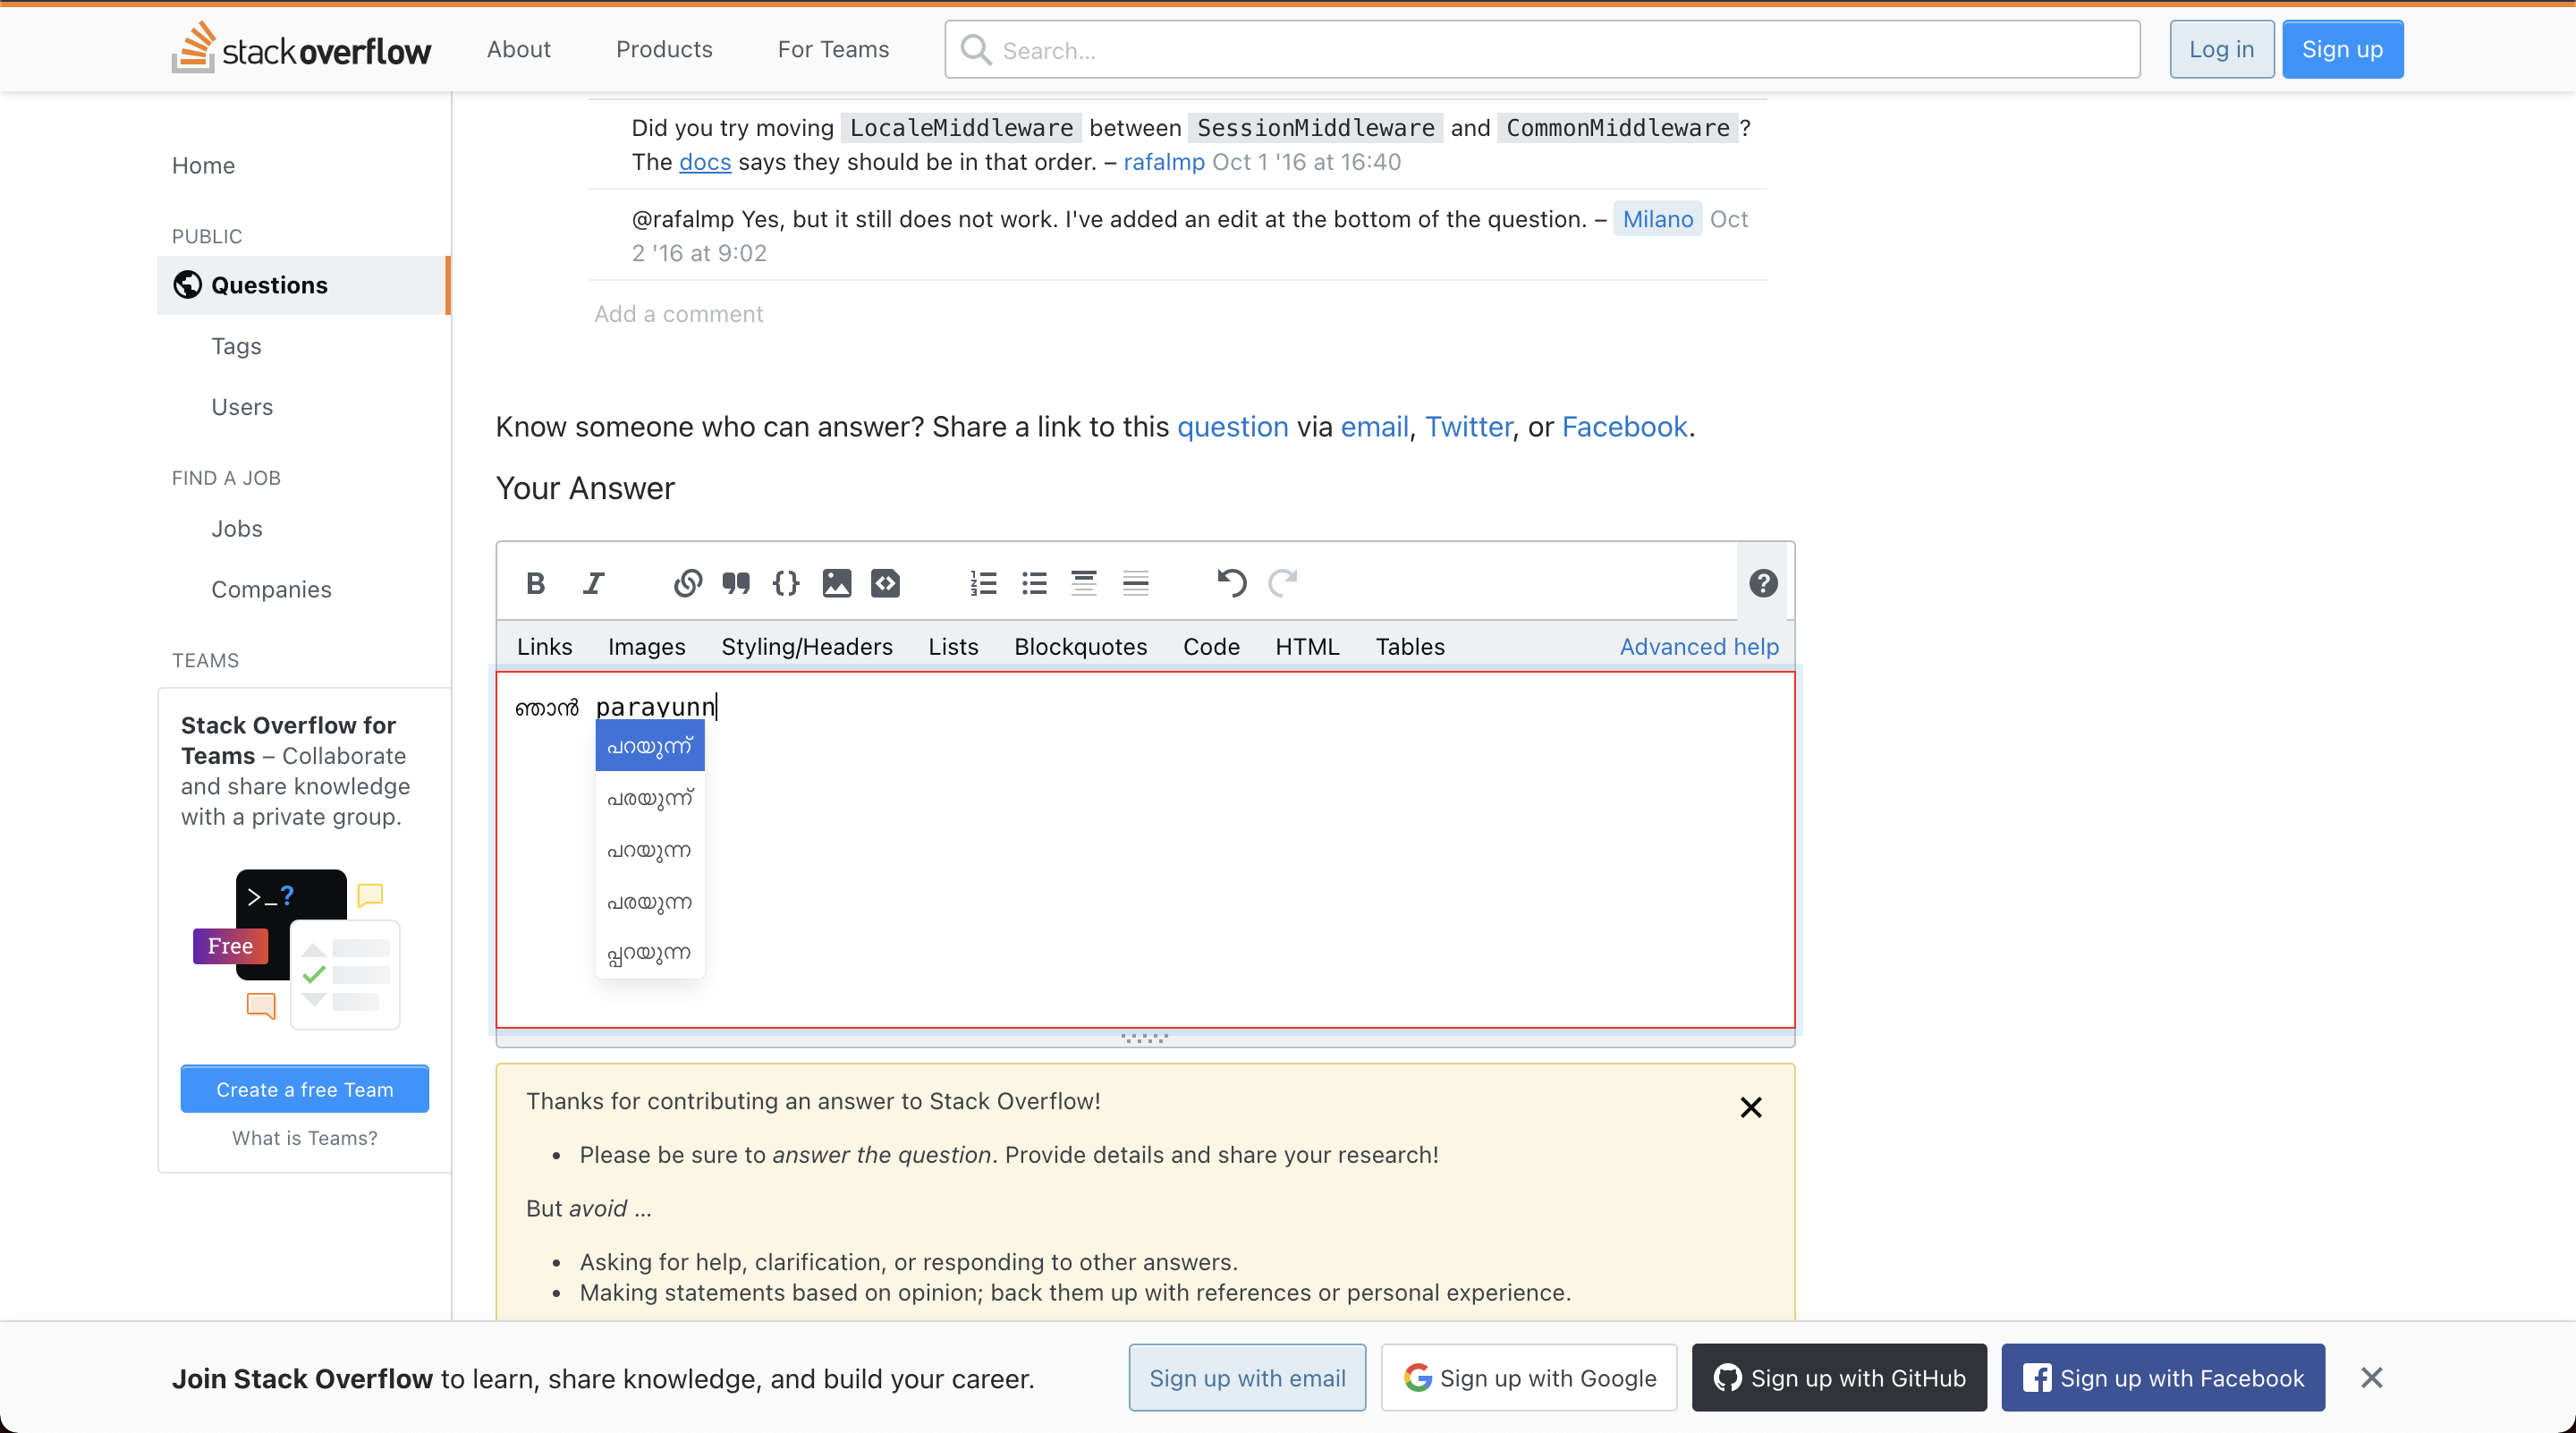 stackoverflow About Products For Teams Search... Log in Sign up
Home
PUBLIC
Questions
Tags
Users
FIND A JOB
Jobs
Companies
TEAMS
Stack Overflow for
Teams – Collaborate
and share knowledge
with a private group.
>_?
Free
Create a free Team
What is Teams?
Did you try moving LocaleMiddleware between SessionMiddleware and CommonMiddleware ?
The docs says they should be in that order. – rafalmp Oct 1 '16 at 16:40
@rafalmp Yes, but it still does not work. I've added an edit at the bottom of the question. – Milano Oct
2 '16 at 9:02
Add a comment
Know someone who can answer? Share a link to this question via email, Twitter, or Facebook.
Your Answer
Links Images Styling/Headers Lists Blockquotes Code HTML Tables Advanced help
ഞാൻ parayunn
പറയുന്ന്
പരയുന്ന്
പറയുന്ന
പരയുന്ന
പ്പറയുന്ന
Thanks for contributing an answer to Stack Overflow!
• Please be sure to answer the question. Provide details and share your research!
But avoid …
• Asking for help, clarification, or responding to other answers.
• Making statements based on opinion; back them up with references or personal experience.
Join Stack Overflow to learn, share knowledge, and build your career. Sign up with email Sign up with Google Sign up with GitHub Sign up with Facebook